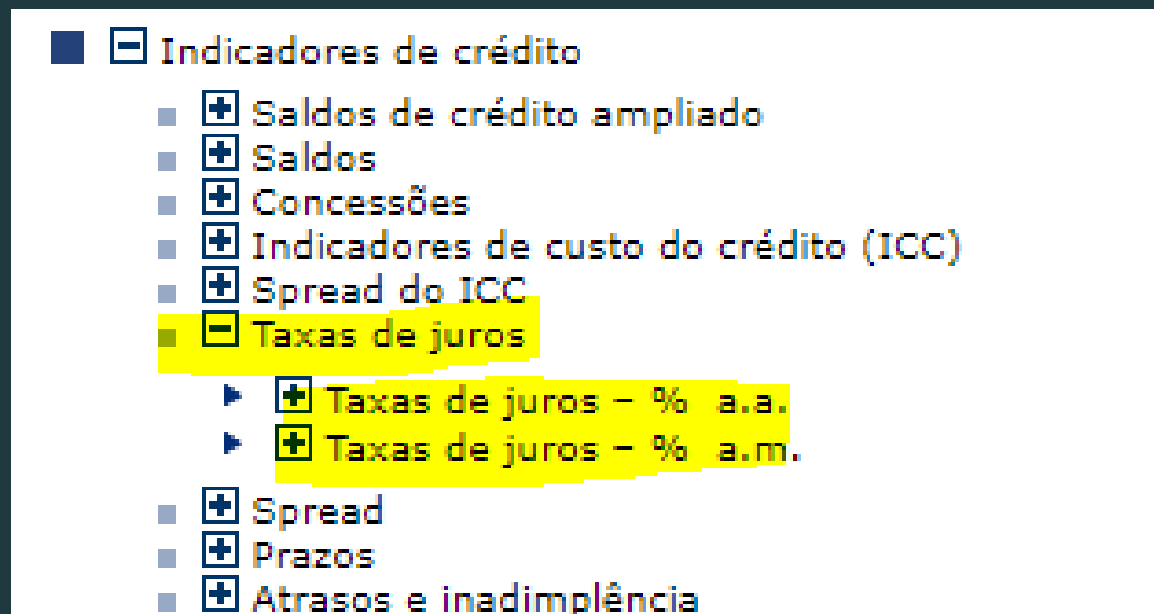 Indicadores de crédito
Saldos de crédito ampliado
Saldos
Concessões
Indicadores de custo do crédito (ICC)
Spread do ICC
Taxas de juros
Taxas de juros – % a.a.
Taxas de juros – % a.m.
Spread
Prazos
Atrasos e inadimplência